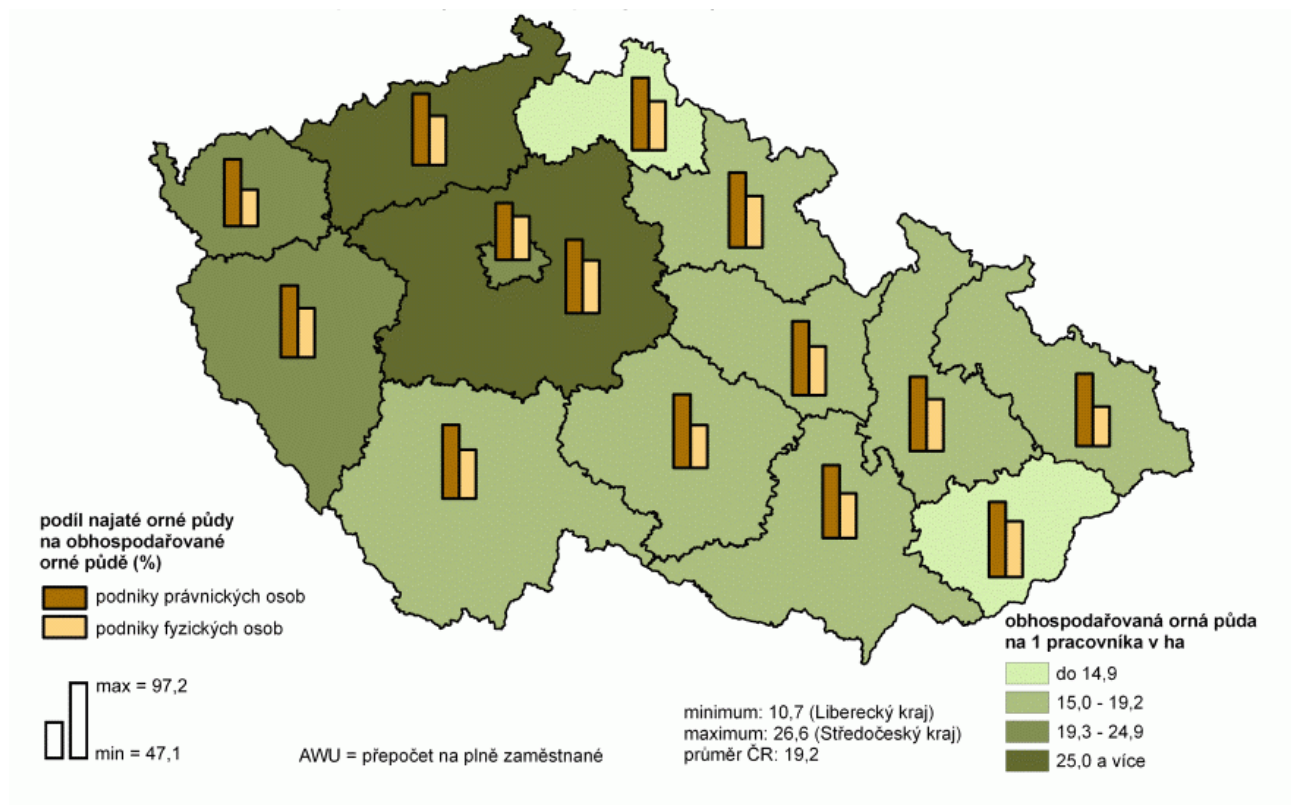 podíl najaté orné půdy
na obhospodařované
orné půdě (%)
podniky právnických osob
podniky fyzických osob
max = 97,2
min = 47,1
AWU = přepočet na plně zaměstnané
minimum: 10,7 (Liberecký kraj)
maximum: 26,6 (Středočeský kraj)
průměr ČR: 19,2
obhospodařovaná orná půda
na 1 pracovníka v ha
do 14,9
15,0 - 19,2
19,3 - 24,9
25,0 a více